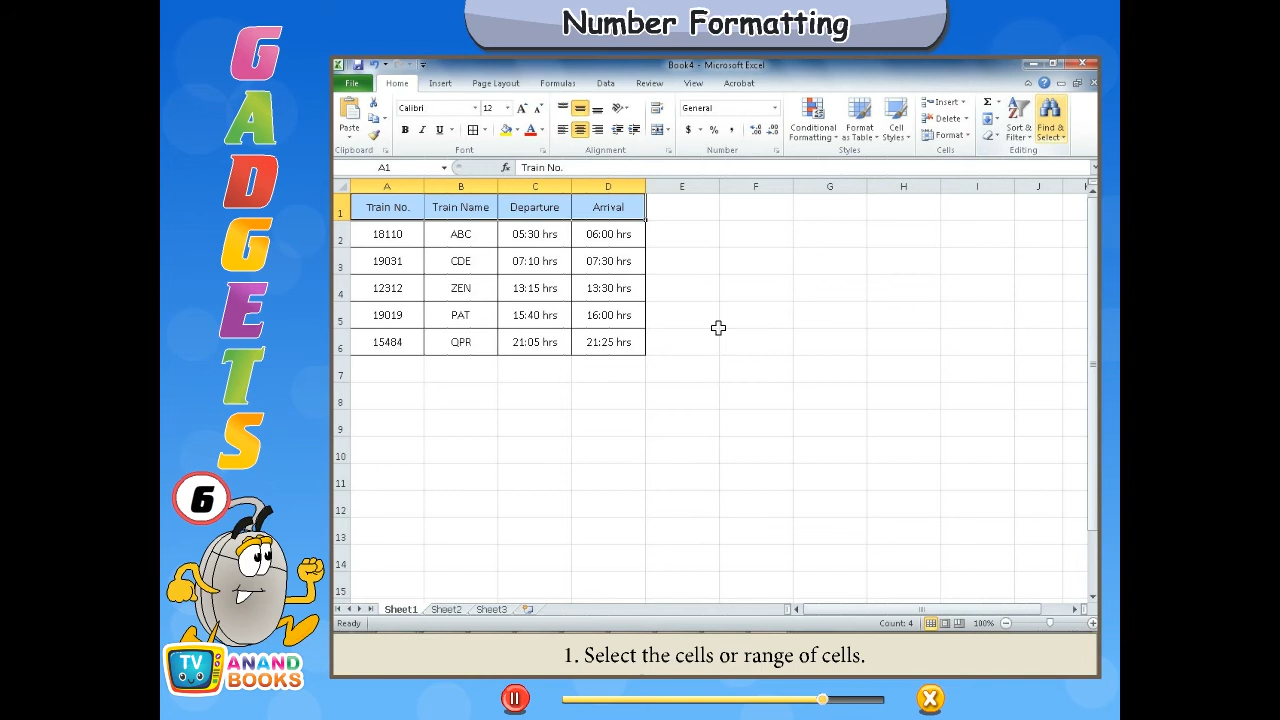 Number Formatting
GADGETS
6
TV
ANAND
BOOKS
Book4 - Microsoft Excel
File Home Insert Page Layout Formulas Data Review View Acrobat
Paste
Calibri 12
B I U A
General
$ % ,
Conditional Formatting
Format as Table
Cell Styles
Insert
Delete
Format
Σ
Sort & Filter
Find & Select
Clipboard Font Alignment Number Styles Cells Editing
A1 fx Train No.
A B C D E F G H I J
1 Train No. Train Name Departure Arrival
2 18110 ABC 05:30 hrs 06:00 hrs
3 19031 CDE 07:10 hrs 07:30 hrs
4 12312 ZEN 13:15 hrs 13:30 hrs
5 19019 PAT 15:40 hrs 16:00 hrs
6 15484 QPR 21:05 hrs 21:25 hrs
7
8
9
10
11
12
13
14
15
Sheet1 Sheet2 Sheet3
Ready Count: 4 100%
1. Select the cells or range of cells.